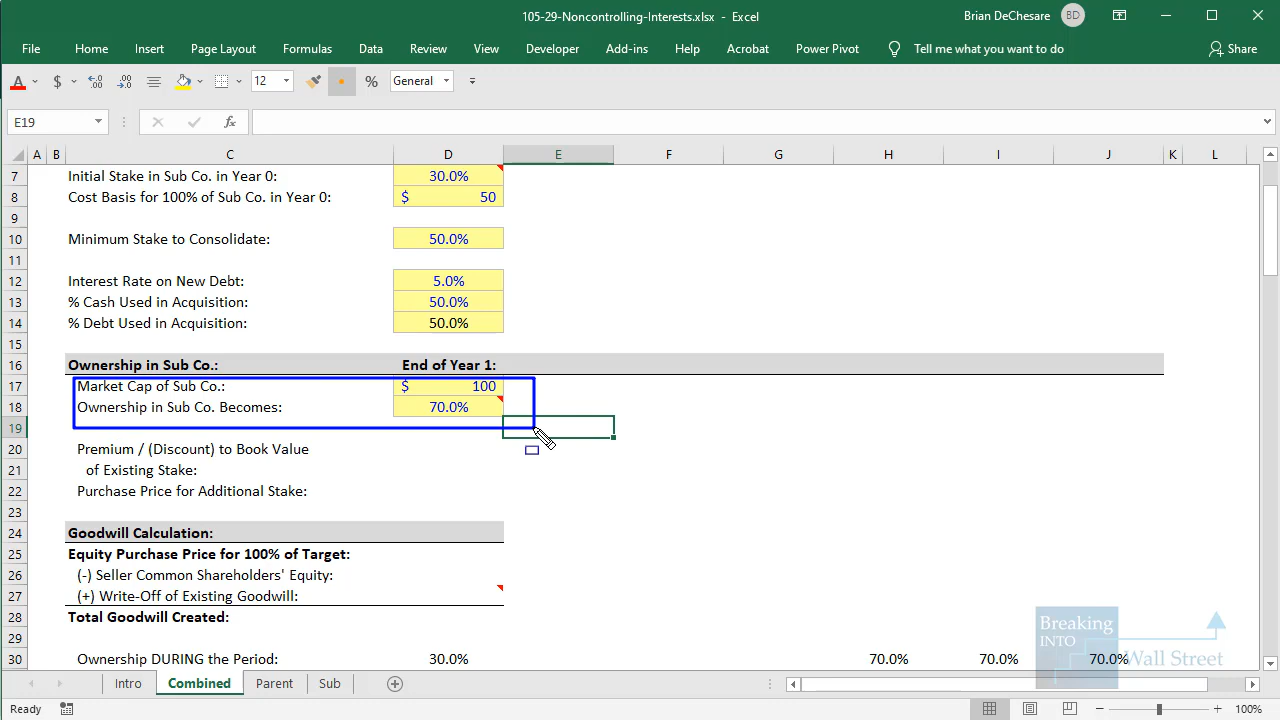 105-29-Noncontrolling-Interests.xlsx - Excel
Brian DeChesare BD
File Home Insert Page Layout Formulas Data Review View Developer Add-ins Help Acrobat Power Pivot Tell me what you want to do Share
A $ .00 12 % General
E19 fx
A B C D E F G H I J K L
7 Initial Stake in Sub Co. in Year 0: 30.0%
8 Cost Basis for 100% of Sub Co. in Year 0: $ 50
9
10 Minimum Stake to Consolidate: 50.0%
11
12 Interest Rate on New Debt: 5.0%
13 % Cash Used in Acquisition: 50.0%
14 % Debt Used in Acquisition: 50.0%
15
16 Ownership in Sub Co.: End of Year 1:
17 Market Cap of Sub Co.: $ 100
18 Ownership in Sub Co. Becomes: 70.0%
19
20 Premium / (Discount) to Book Value
21 of Existing Stake:
22 Purchase Price for Additional Stake:
23
24 Goodwill Calculation:
25 Equity Purchase Price for 100% of Target:
26 (-) Seller Common Shareholders' Equity:
27 (+) Write-Off of Existing Goodwill:
28 Total Goodwill Created:
29
30 Ownership DURING the Period: 30.0% 70.0% 70.0% 70.0%
Breaking
INTO
Wall Street
Intro Combined Parent Sub
Ready 100%